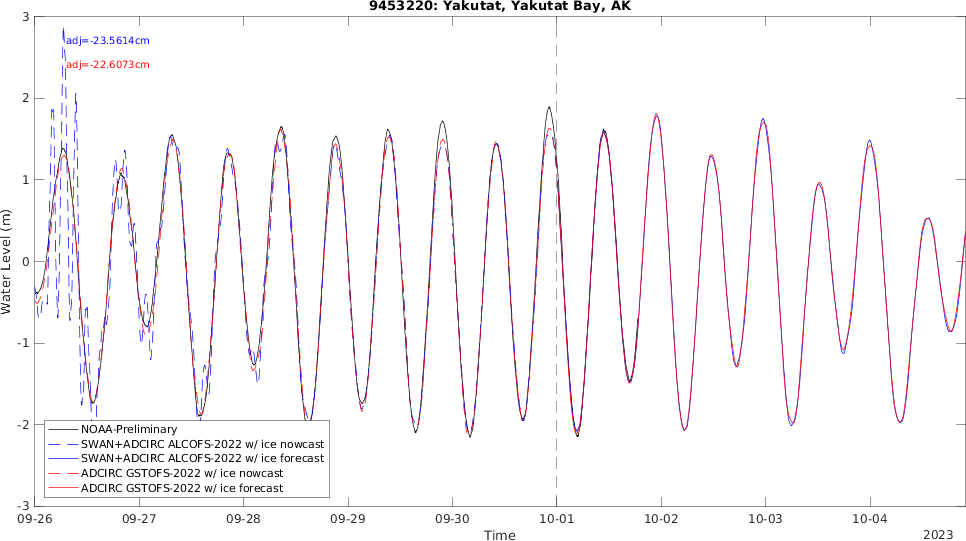 9453220: Yakutat, Yakutat Bay, AK
adj=-23.5614cm
adj=-22.6073cm
Water Level (m)
3
2
1
0
-1
-2
-3
NOAA-Preliminary
SWAN+ADCIRC ALCOFS-2022 w/ ice nowcast
SWAN+ADCIRC ALCOFS-2022 w/ ice forecast
ADCIRC GSTOFS-2022 w/ ice nowcast
ADCIRC GSTOFS-2022 w/ ice forecast
09-26 09-27 09-28 09-29 09-30 10-01 10-02 10-03 10-04
Time
2023